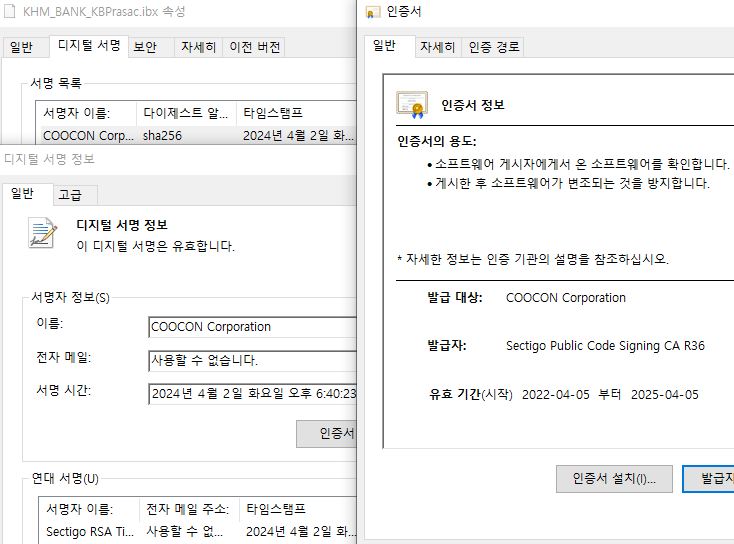 KHM_BANK_KBPrasac.ibx 속성
일반 디지털 서명 보안 자세히 이전 버전
서명 목록
서명자 이름: 다이제스트 알... 타임스탬프
COOCON Corp... sha256 2024년 4월 2일 화...
디지털 서명 정보
일반 고급
디지털 서명 정보
이 디지털 서명은 유효합니다.
서명자 정보(S)
이름: COOCON Corporation
전자 메일: 사용할 수 없습니다.
서명 시간: 2024년 4월 2일 화요일 오후 6:40:23
인증서
연대 서명(U)
서명자 이름: 전자 메일 주소: 타임스탬프
Sectigo RSA Ti... 사용할 수 없... 2024년 4월 2일 화...
인증서
일반 자세히 인증 경로
인증서 정보
인증서의 용도:
• 소프트웨어 게시자에게서 온 소프트웨어를 확인합니다.
• 게시한 후 소프트웨어가 변조되는 것을 방지합니다.
* 자세한 정보는 인증 기관의 설명을 참조하십시오.
발급 대상: COOCON Corporation
발급자: Sectigo Public Code Signing CA R36
유효 기간(시작) 2022-04-05 부터 2025-04-05
인증서 설치(I)... 발급자